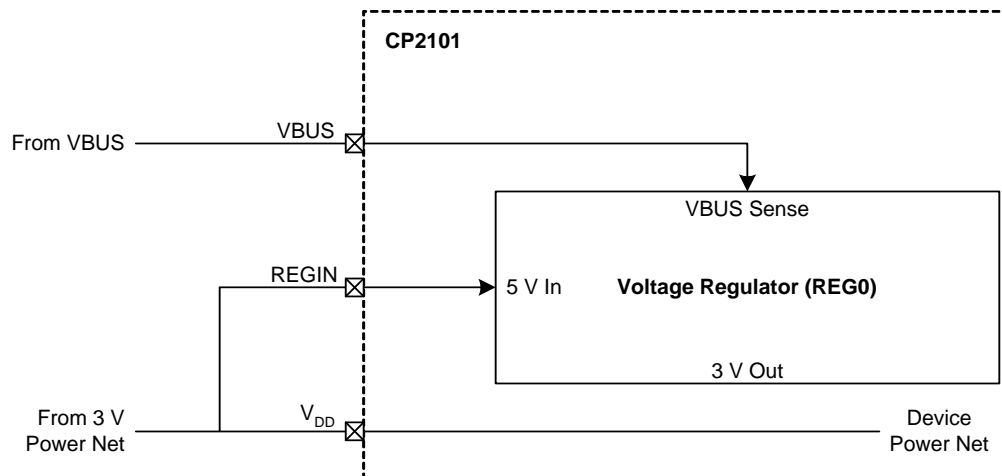 CP2101
From VBUS
VBUS
VBUS Sense
REGIN
5 V In
Voltage Regulator (REG0)
3 V Out
From 3 V
Power Net
VDD
Device
Power Net